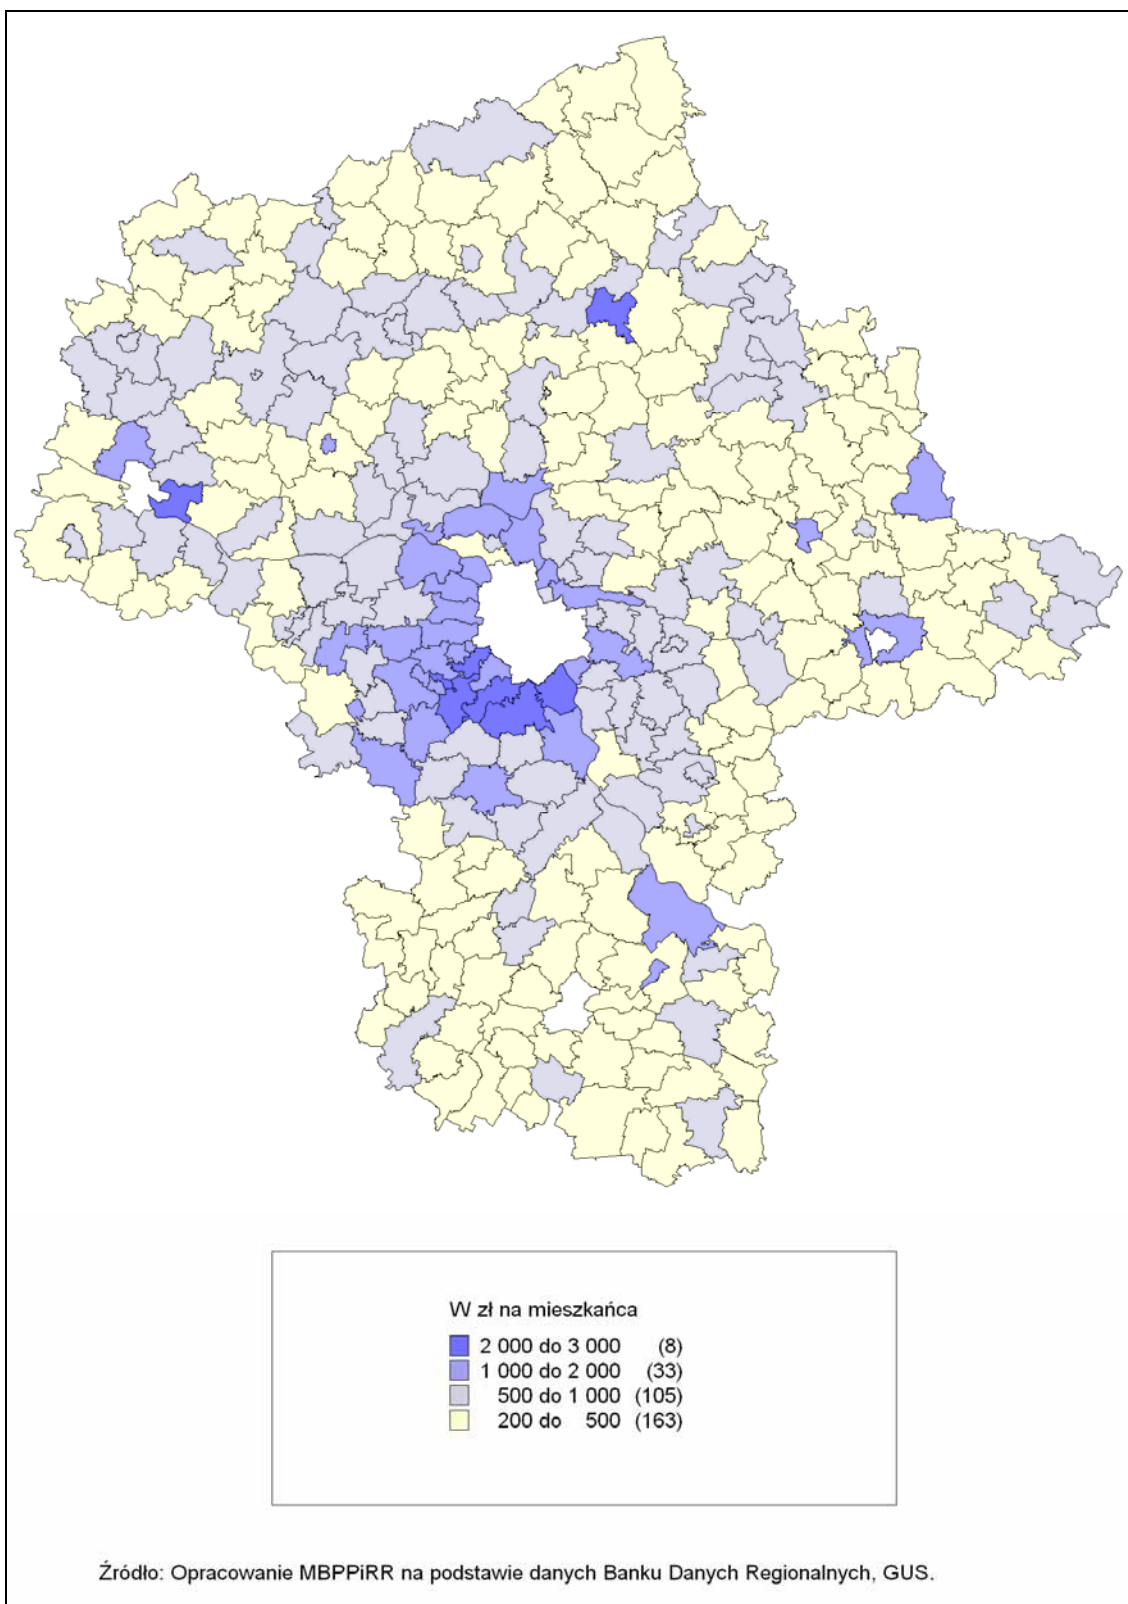 W zł na mieszkańca
2 000 do 3 000 (8)
1 000 do 2 000 (33)
500 do 1 000 (105)
200 do 500 (163)
Źródło: Opracowanie MBPPiRR na podstawie danych Banku Danych Regionalnych, GUS.